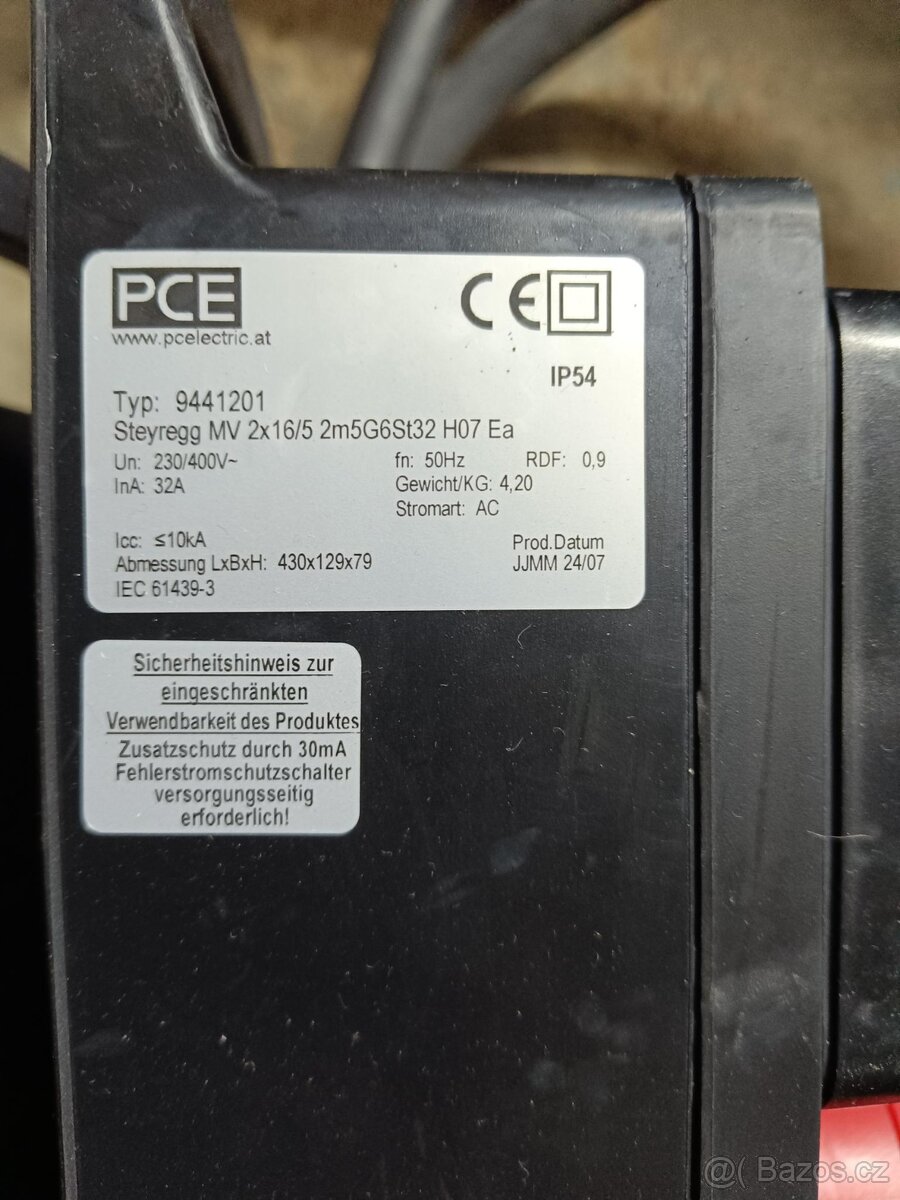 PCE
www.pcelectric.at
CE
IP54
Typ: 9441201
Steyregg MV 2x16/5 2m5G6St32 H07 Ea
Un: 230/400V~ fn: 50Hz RDF: 0,9
InA: 32A Gewicht/KG: 4,20
Stromart: AC
Icc: ≤10kA Prod.Datum
Abmessung LxBxH: 430x129x79 JJMM 24/07
IEC 61439-3
Sicherheitshinweis zur
eingeschränkten
Verwendbarkeit des Produktes
Zusatzschutz durch 30mA
Fehlerstromschutzschalter
versorgungsseitig
erforderlich!
@( Bazos.cz